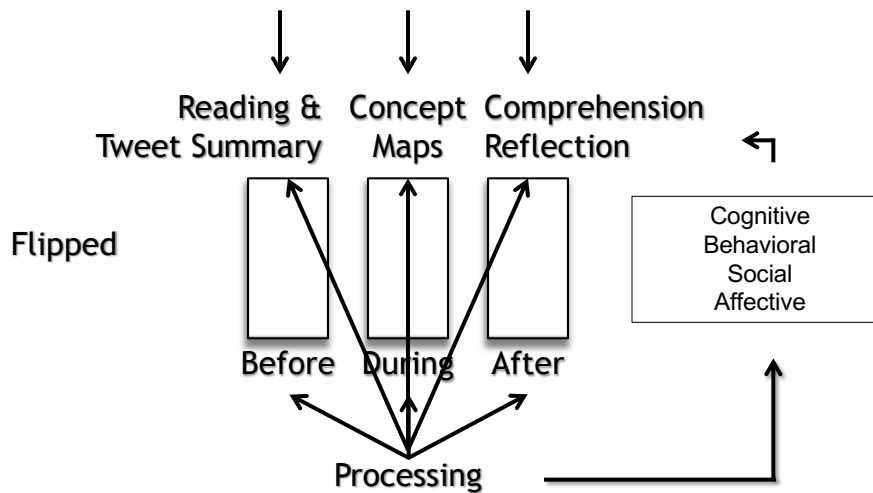 Reading &
Tweet Summary
Concept
Maps
Comprehension
Reflection
Flipped
Cognitive
Behavioral
Social
Affective
Before
During
After
Processing